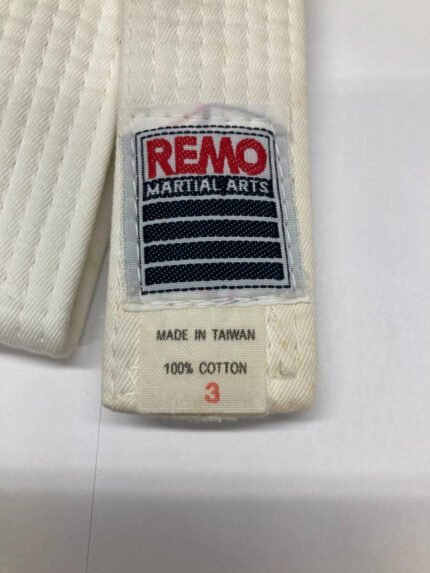 REMO
MARTIAL ARTS
MADE IN TAIWAN
100% COTTON
3